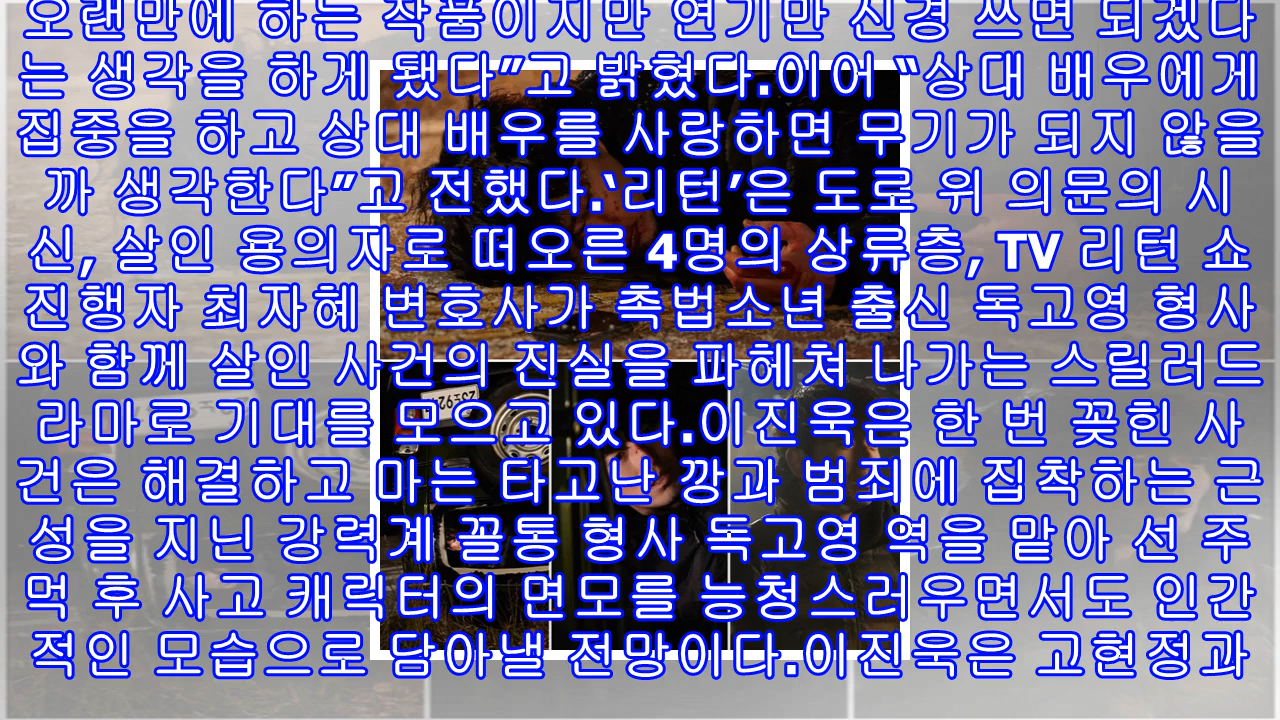 오랜만에 하는 작품이지만 연기만 신경 쓰면 되겠다
는 생각을 하게 됐다”고 밝혔다.이어 “상대 배우에게
집중을 하고 상대 배우를 사랑하면 무기가 되지 않을
까 생각한다”고 전했다.‘리턴’은 도로 위 의문의 시
신, 살인 용의자로 떠오른 4명의 상류층, TV 리턴 쇼
진행자 최자혜 변호사가 촉법소년 출신 독고영 형사
와 함께 살인 사건의 진실을 파헤쳐 나가는 스릴러드
라마로 기대를 모으고 있다.이진욱은 한 번 꽂힌 사
건은 해결하고 마는 타고난 깡과 범죄에 집착하는 근
성을 지닌 강력계 꼴통 형사 독고영 역을 맡아 선 주
먹 후 사고 캐릭터의 면모를 능청스러우면서도 인간
적인 모습으로 담아낼 전망이다.이진욱은 고현정과